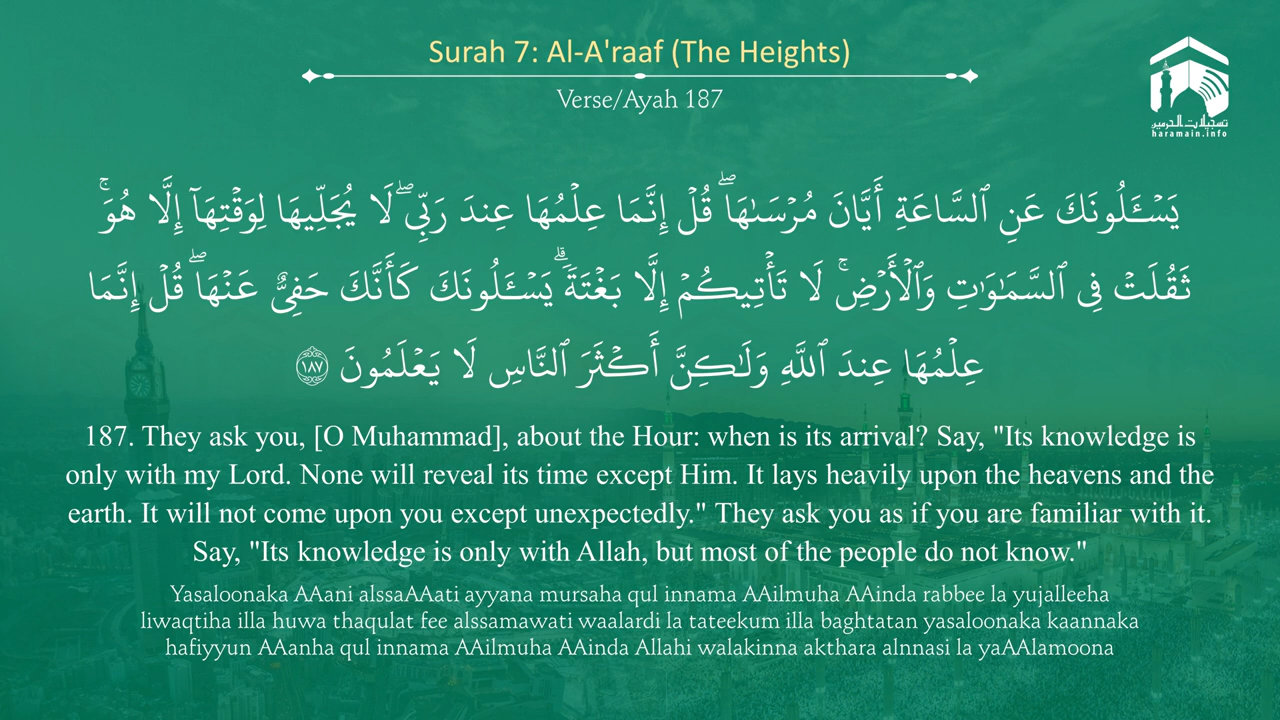 Surah 7: Al-A'raaf (The Heights)
Verse/Ayah 187
تسجيلات الحرمين
haramain.info
يَسْـَٔلُونَكَ عَنِ ٱلسَّاعَةِ أَيَّانَ مُرْسَىٰهَا ۖ قُلْ إِنَّمَا عِلْمُهَا عِندَ رَبِّى ۖ لَا يُجَلِّيهَا لِوَقْتِهَآ إِلَّا هُوَ ۚ
ثَقُلَتْ فِى ٱلسَّمَـٰوَٰتِ وَٱلْأَرْضِ ۚ لَا تَأْتِيكُمْ إِلَّا بَغْتَةً ۗ يَسْـَٔلُونَكَ كَأَنَّكَ حَفِىٌّ عَنْهَا ۖ قُلْ إِنَّمَا
عِلْمُهَا عِندَ ٱللَّهِ وَلَـٰكِنَّ أَكْثَرَ ٱلنَّاسِ لَا يَعْلَمُونَ ١٨٧
187. They ask you, [O Muhammad], about the Hour: when is its arrival? Say, "Its knowledge is
only with my Lord. None will reveal its time except Him. It lays heavily upon the heavens and the
earth. It will not come upon you except unexpectedly." They ask you as if you are familiar with it.
Say, "Its knowledge is only with Allah, but most of the people do not know."
Yasaloonaka AAani alssaAAati ayyana mursaha qul innama AAilmuha AAinda rabbee la yujalleeha
liwaqtiha illa huwa thaqulat fee alssamawati waalardi la tateekum illa baghtatan yasaloonaka kaannaka
hafiyyun AAanha qul innama AAilmuha AAinda Allahi walakinna akthara alnnasi la yaAAlamoona